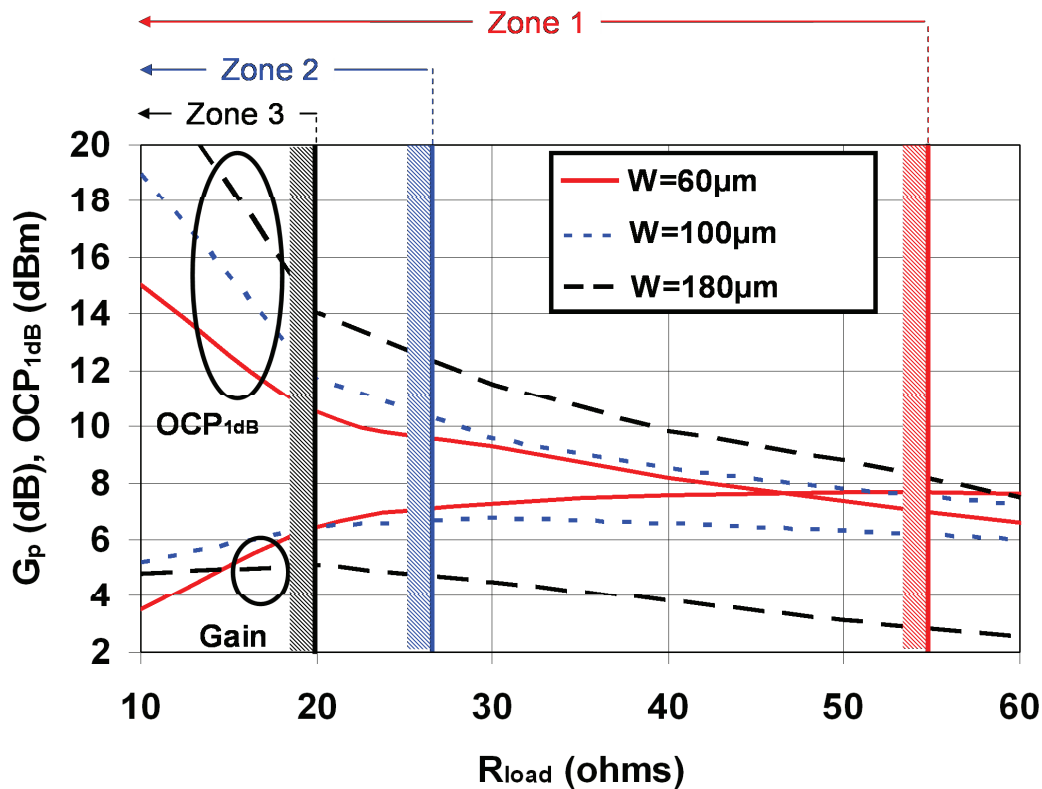 Zone 1
Zone 2
Zone 3
20
18
16
14
12
10
8
6
4
2
Gp (dB), OCP1dB (dBm)
W=60µm
W=100µm
W=180µm
OCP1dB
Gain
10 20 30 40 50 60
Rload (ohms)